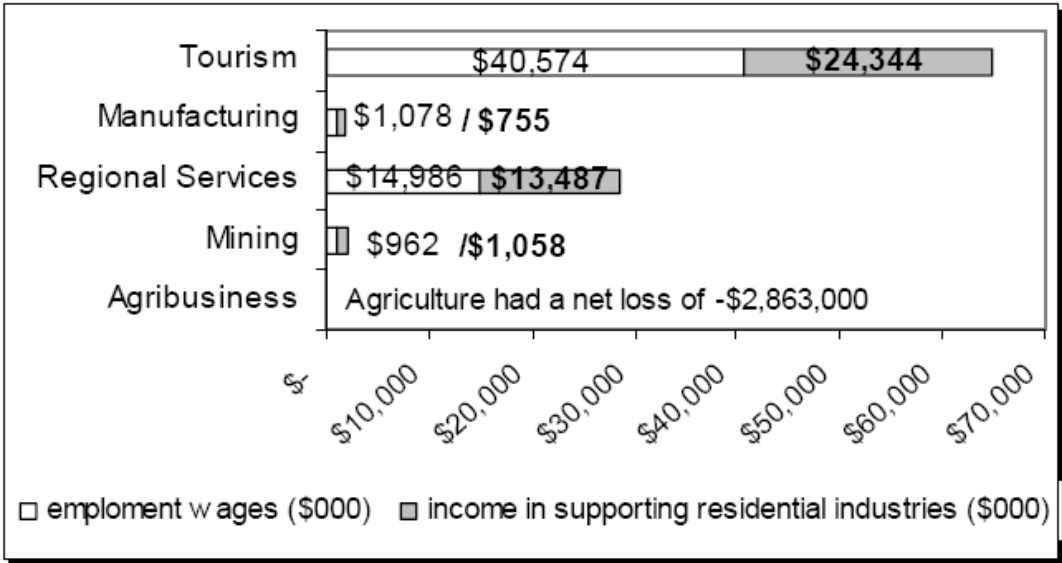 Tourism $40,574 $24,344
Manufacturing $1,078 / $755
Regional Services $14,986 $13,487
Mining $962 /$1,058
Agribusiness Agriculture had a net loss of -$2,863,000
$- $10,000 $20,000 $30,000 $40,000 $50,000 $60,000 $70,000
emploment wages ($000) income in supporting residential industries ($000)